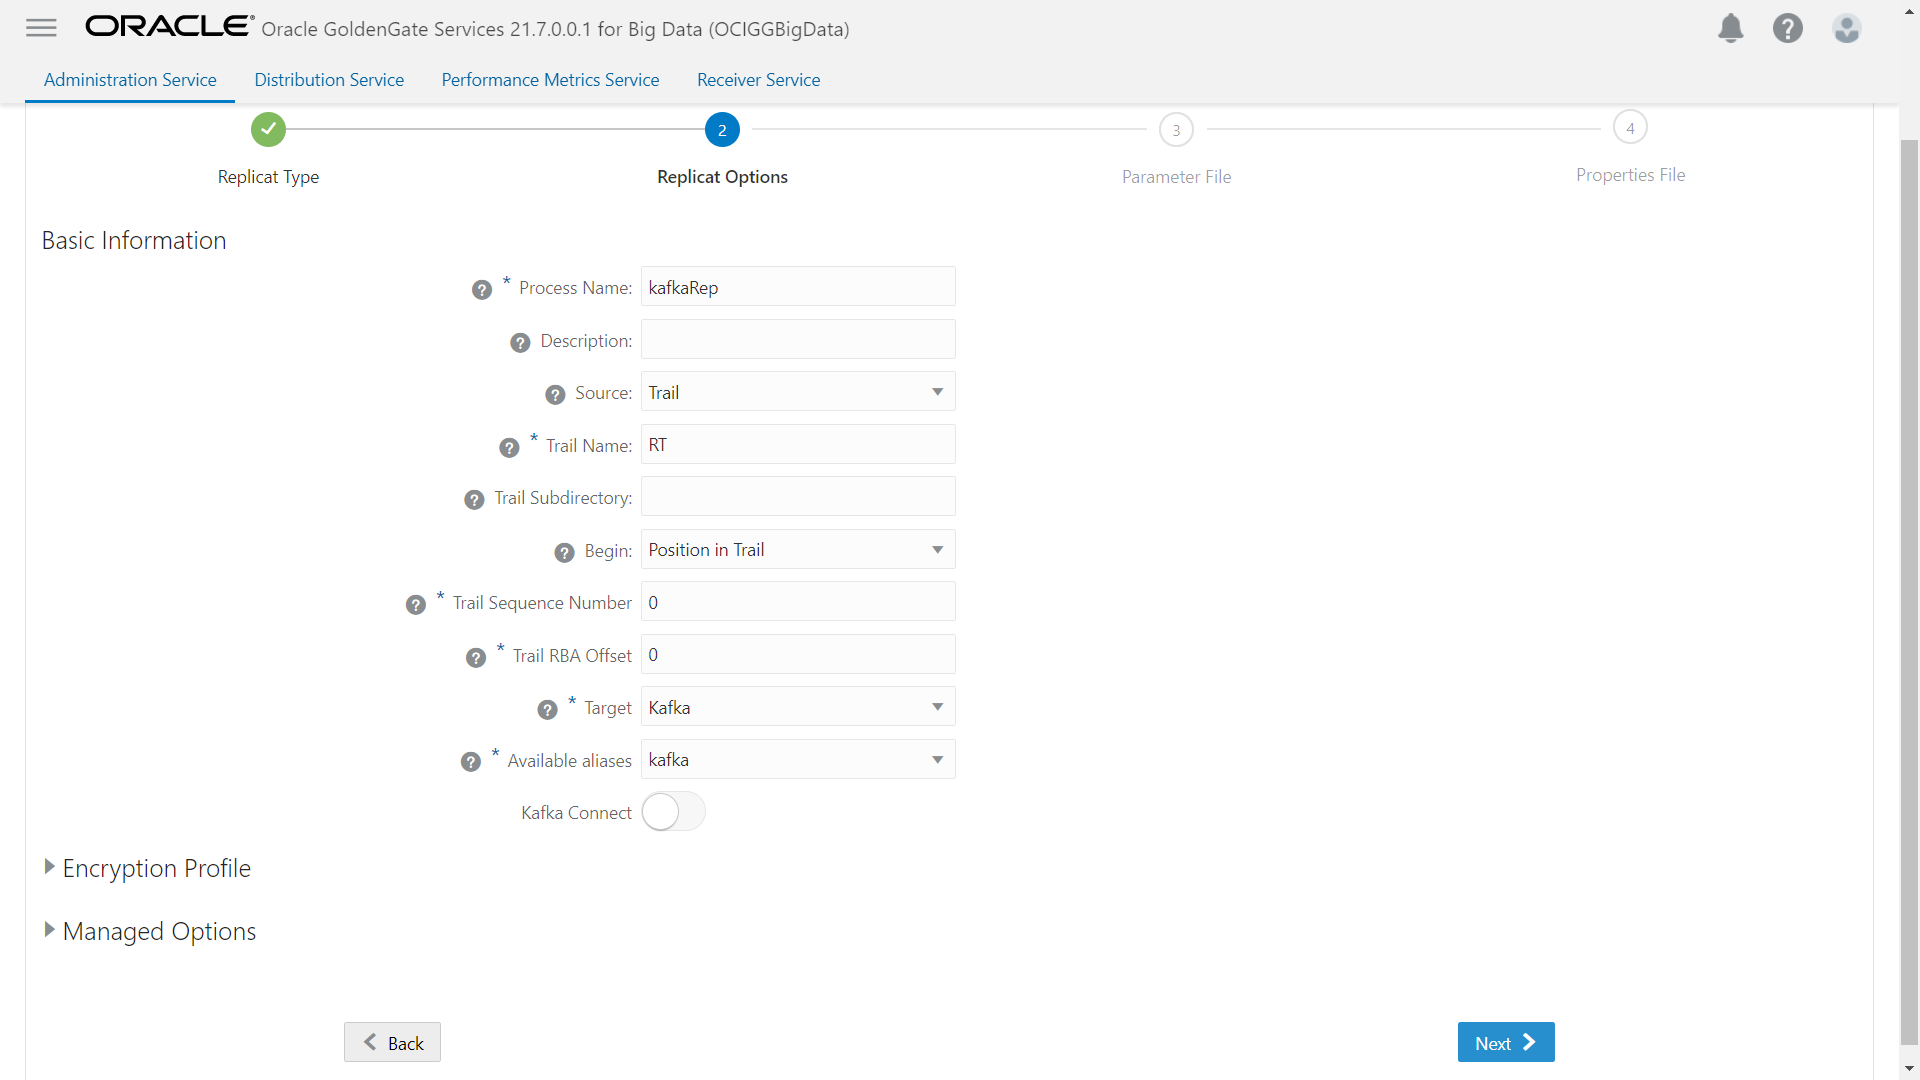 ORACLE® Oracle GoldenGate Services 21.7.0.0.1 for Big Data (OCIGGBigData)
Administration Service Distribution Service Performance Metrics Service Receiver Service
2 3 4
Replicat Type Replicat Options Parameter File Properties File
Basic Information
? * Process Name: kafkaRep
? Description:
? Source: Trail
? * Trail Name: RT
? Trail Subdirectory:
? Begin: Position in Trail
? * Trail Sequence Number 0
? * Trail RBA Offset 0
? * Target Kafka
? * Available aliases kafka
Kafka Connect
Encryption Profile
Managed Options
Back Next